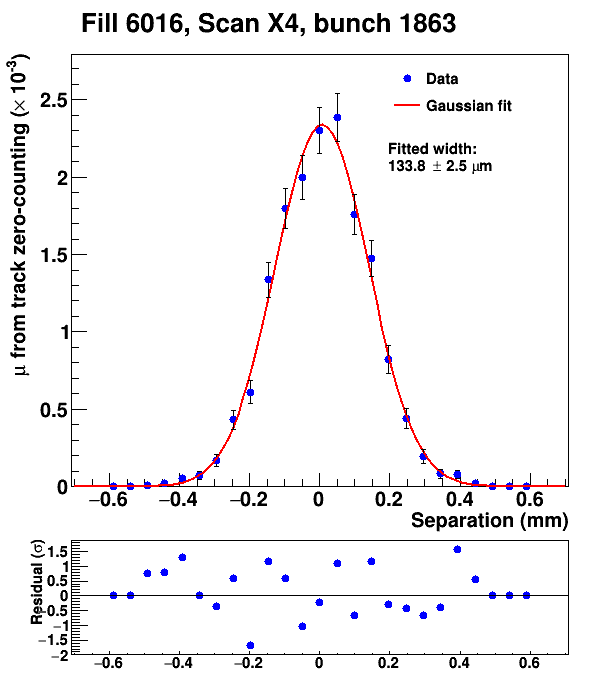 Fill 6016, Scan X4, bunch 1863
μ from track zero-counting (× 10⁻³)
Data
Gaussian fit
Fitted width:
133.8 ± 2.5 μm
2.5
2
1.5
1
0.5
0
−0.6 −0.4 −0.2 0 0.2 0.4 0.6
Separation (mm)
Residual (σ)
1.5
1
0.5
0
−0.5
−1
−1.5
−2
−0.6 −0.4 −0.2 0 0.2 0.4 0.6